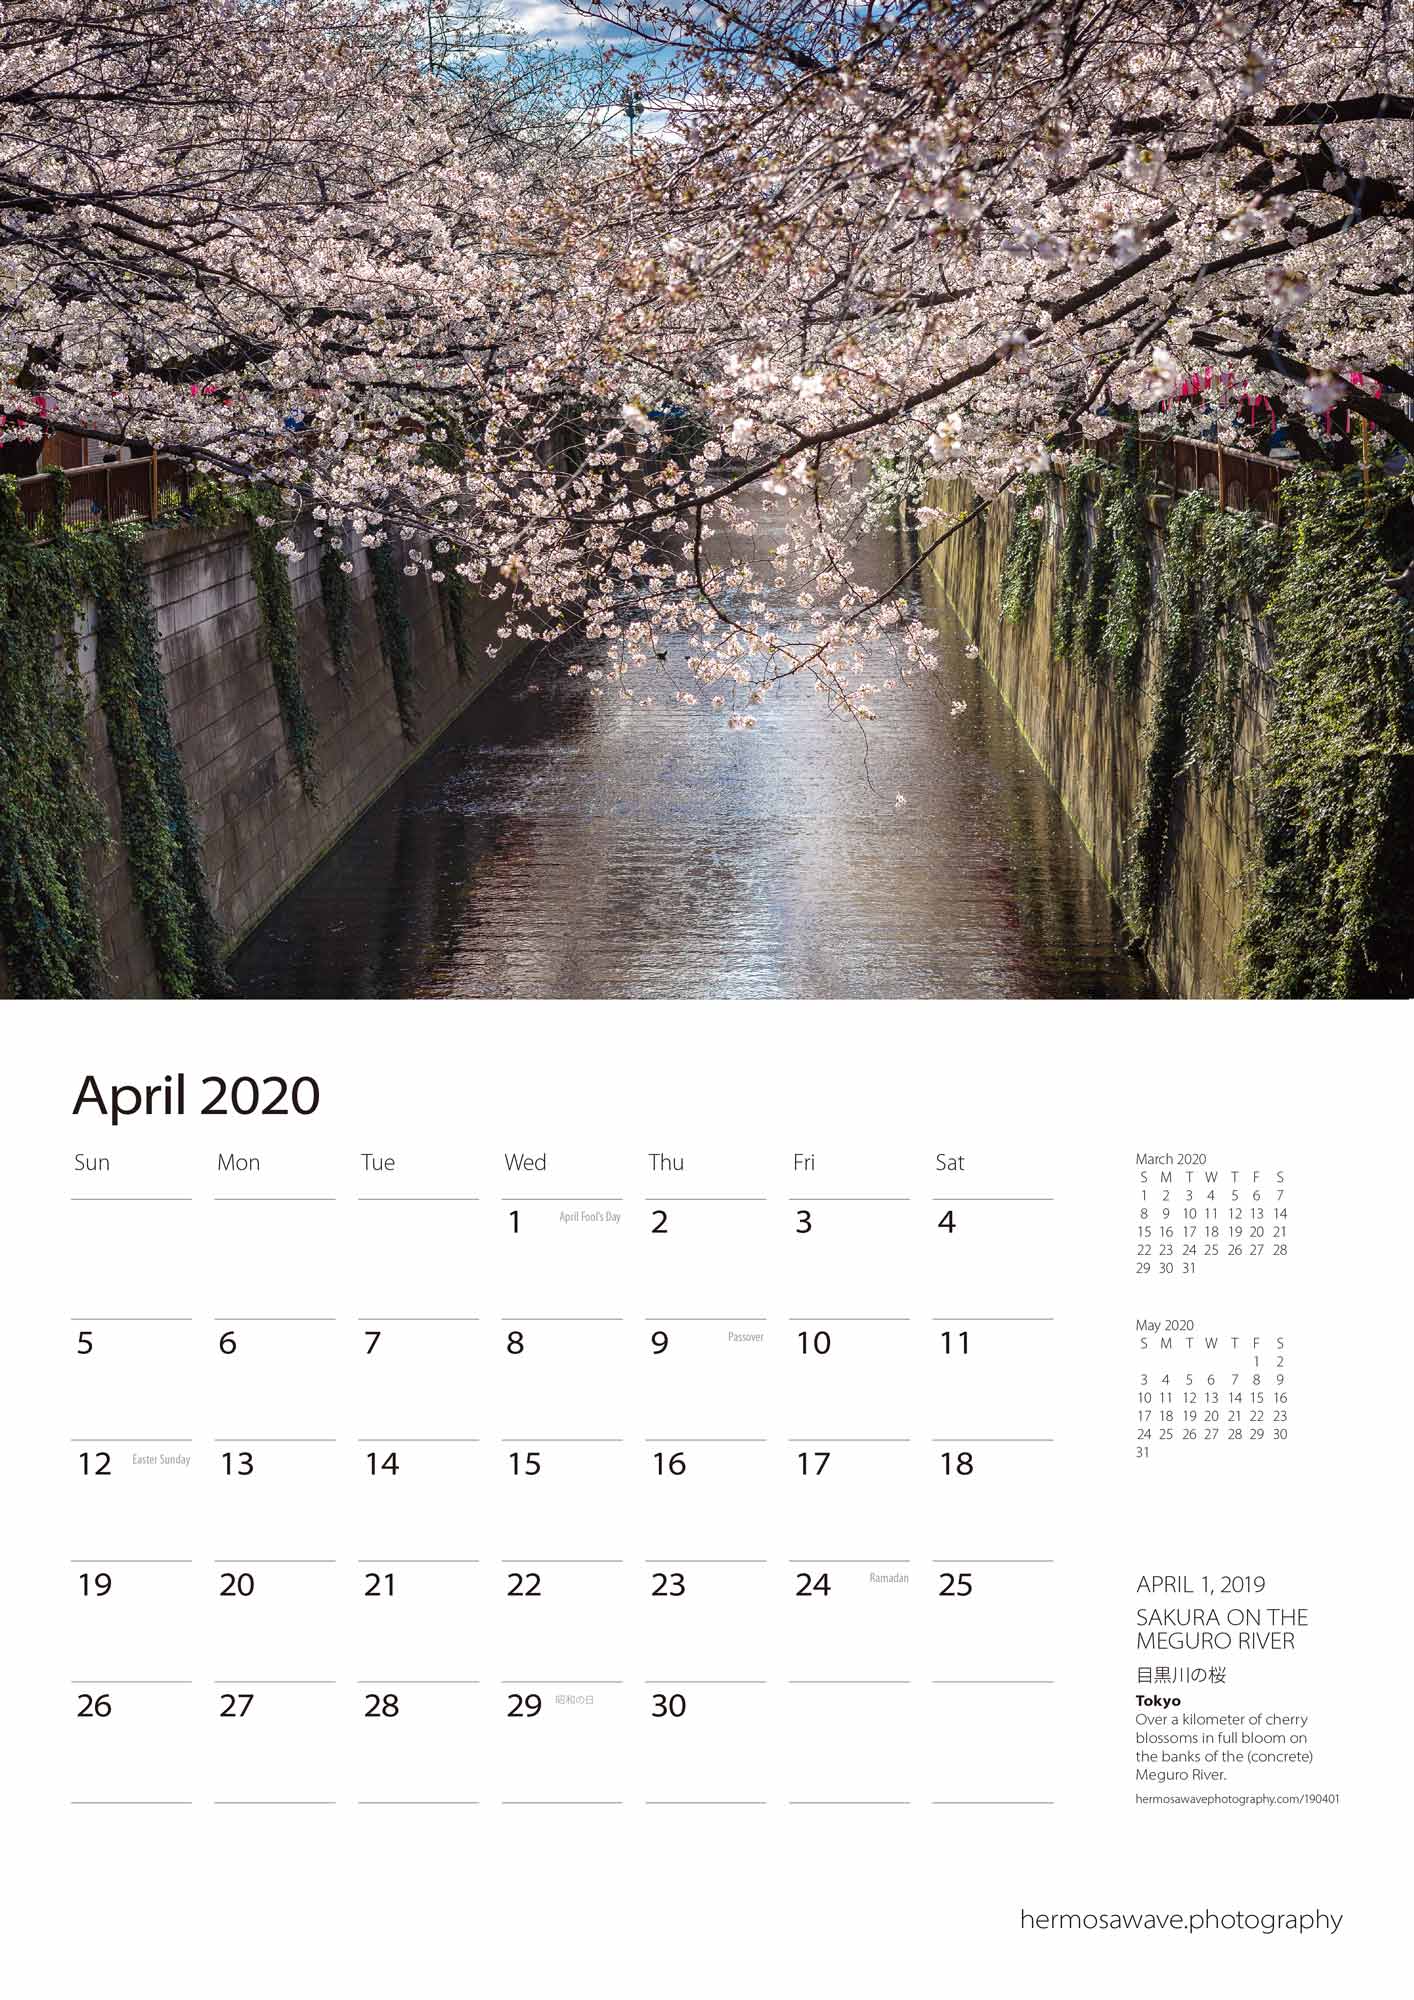 April 2020
Sun Mon Tue Wed Thu Fri Sat
1 April Fool's Day 2 3 4
5 6 7 8 9 Passover 10 11
12 Easter Sunday 13 14 15 16 17 18
19 20 21 22 23 24 Ramadan 25
26 27 28 29 昭和の日 30
March 2020
S M T W T F S
1 2 3 4 5 6 7
8 9 10 11 12 13 14
15 16 17 18 19 20 21
22 23 24 25 26 27 28
29 30 31
May 2020
S M T W T F S
1 2
3 4 5 6 7 8 9
10 11 12 13 14 15 16
17 18 19 20 21 22 23
24 25 26 27 28 29 30
31
APRIL 1, 2019
SAKURA ON THE
MEGURO RIVER
目黒川の桜
Tokyo
Over a kilometer of cherry
blossoms in full bloom on
the banks of the (concrete)
Meguro River.
hermosawavephotography.com/190401
hermosawave.photography